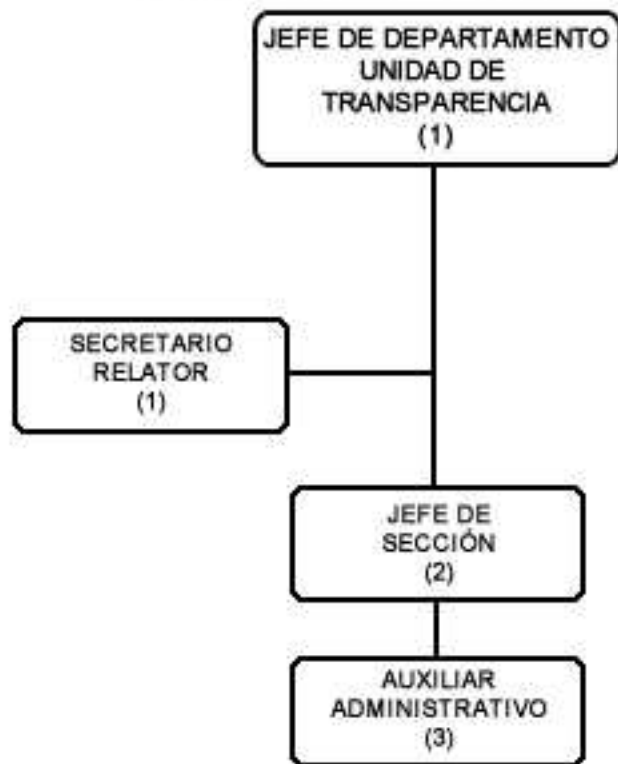 JEFE DE DEPARTAMENTO
UNIDAD DE
TRANSPARENCIA
(1)
SECRETARIO
RELATOR
(1)
JEFE DE
SECCIÓN
(2)
AUXILIAR
ADMINISTRATIVO
(3)